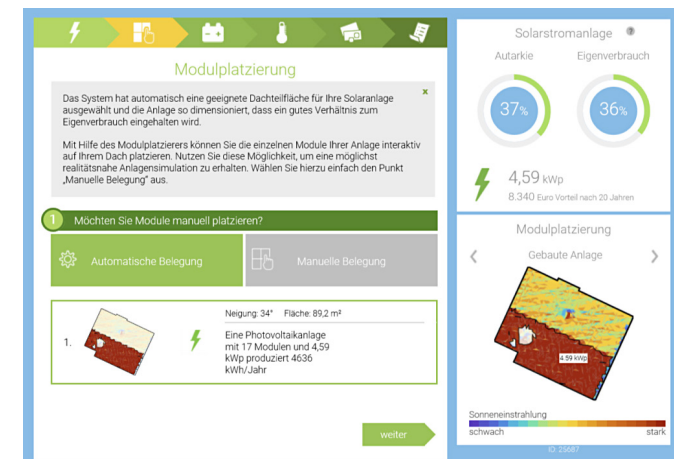 Modulplatzierung
Das System hat automatisch eine geeignete Dachteilfläche für Ihre Solaranlage
ausgewählt und die Anlage so dimensioniert, dass ein gutes Verhältnis zum
Eigenverbrauch eingehalten wird.
x
Mit Hilfe des Modulplatzierers können Sie die einzelnen Module Ihrer Anlage interaktiv
auf Ihrem Dach platzieren. Nutzen Sie diese Möglichkeit, um eine möglichst
realitätsnahe Anlagensimulation zu erhalten. Wählen Sie hierzu einfach den Punkt
„Manuelle Belegung" aus.
1 Möchten Sie Module manuell platzieren?
Automatische Belegung
Manuelle Belegung
1.
Neigung: 34° Fläche: 89,2 m²
Eine Photovoltaikanlage
mit 17 Modulen und 4,59
kWp produziert 4636
kWh/Jahr
weiter
Solarstromanlage ?
Autarkie Eigenverbrauch
37% 36%
4,59 kWp
8.340 Euro Vorteil nach 20 Jahren
Modulplatzierung
Gebaute Anlage
4.59 kWp
Sonneneinstrahlung
schwach stark
ID 25687